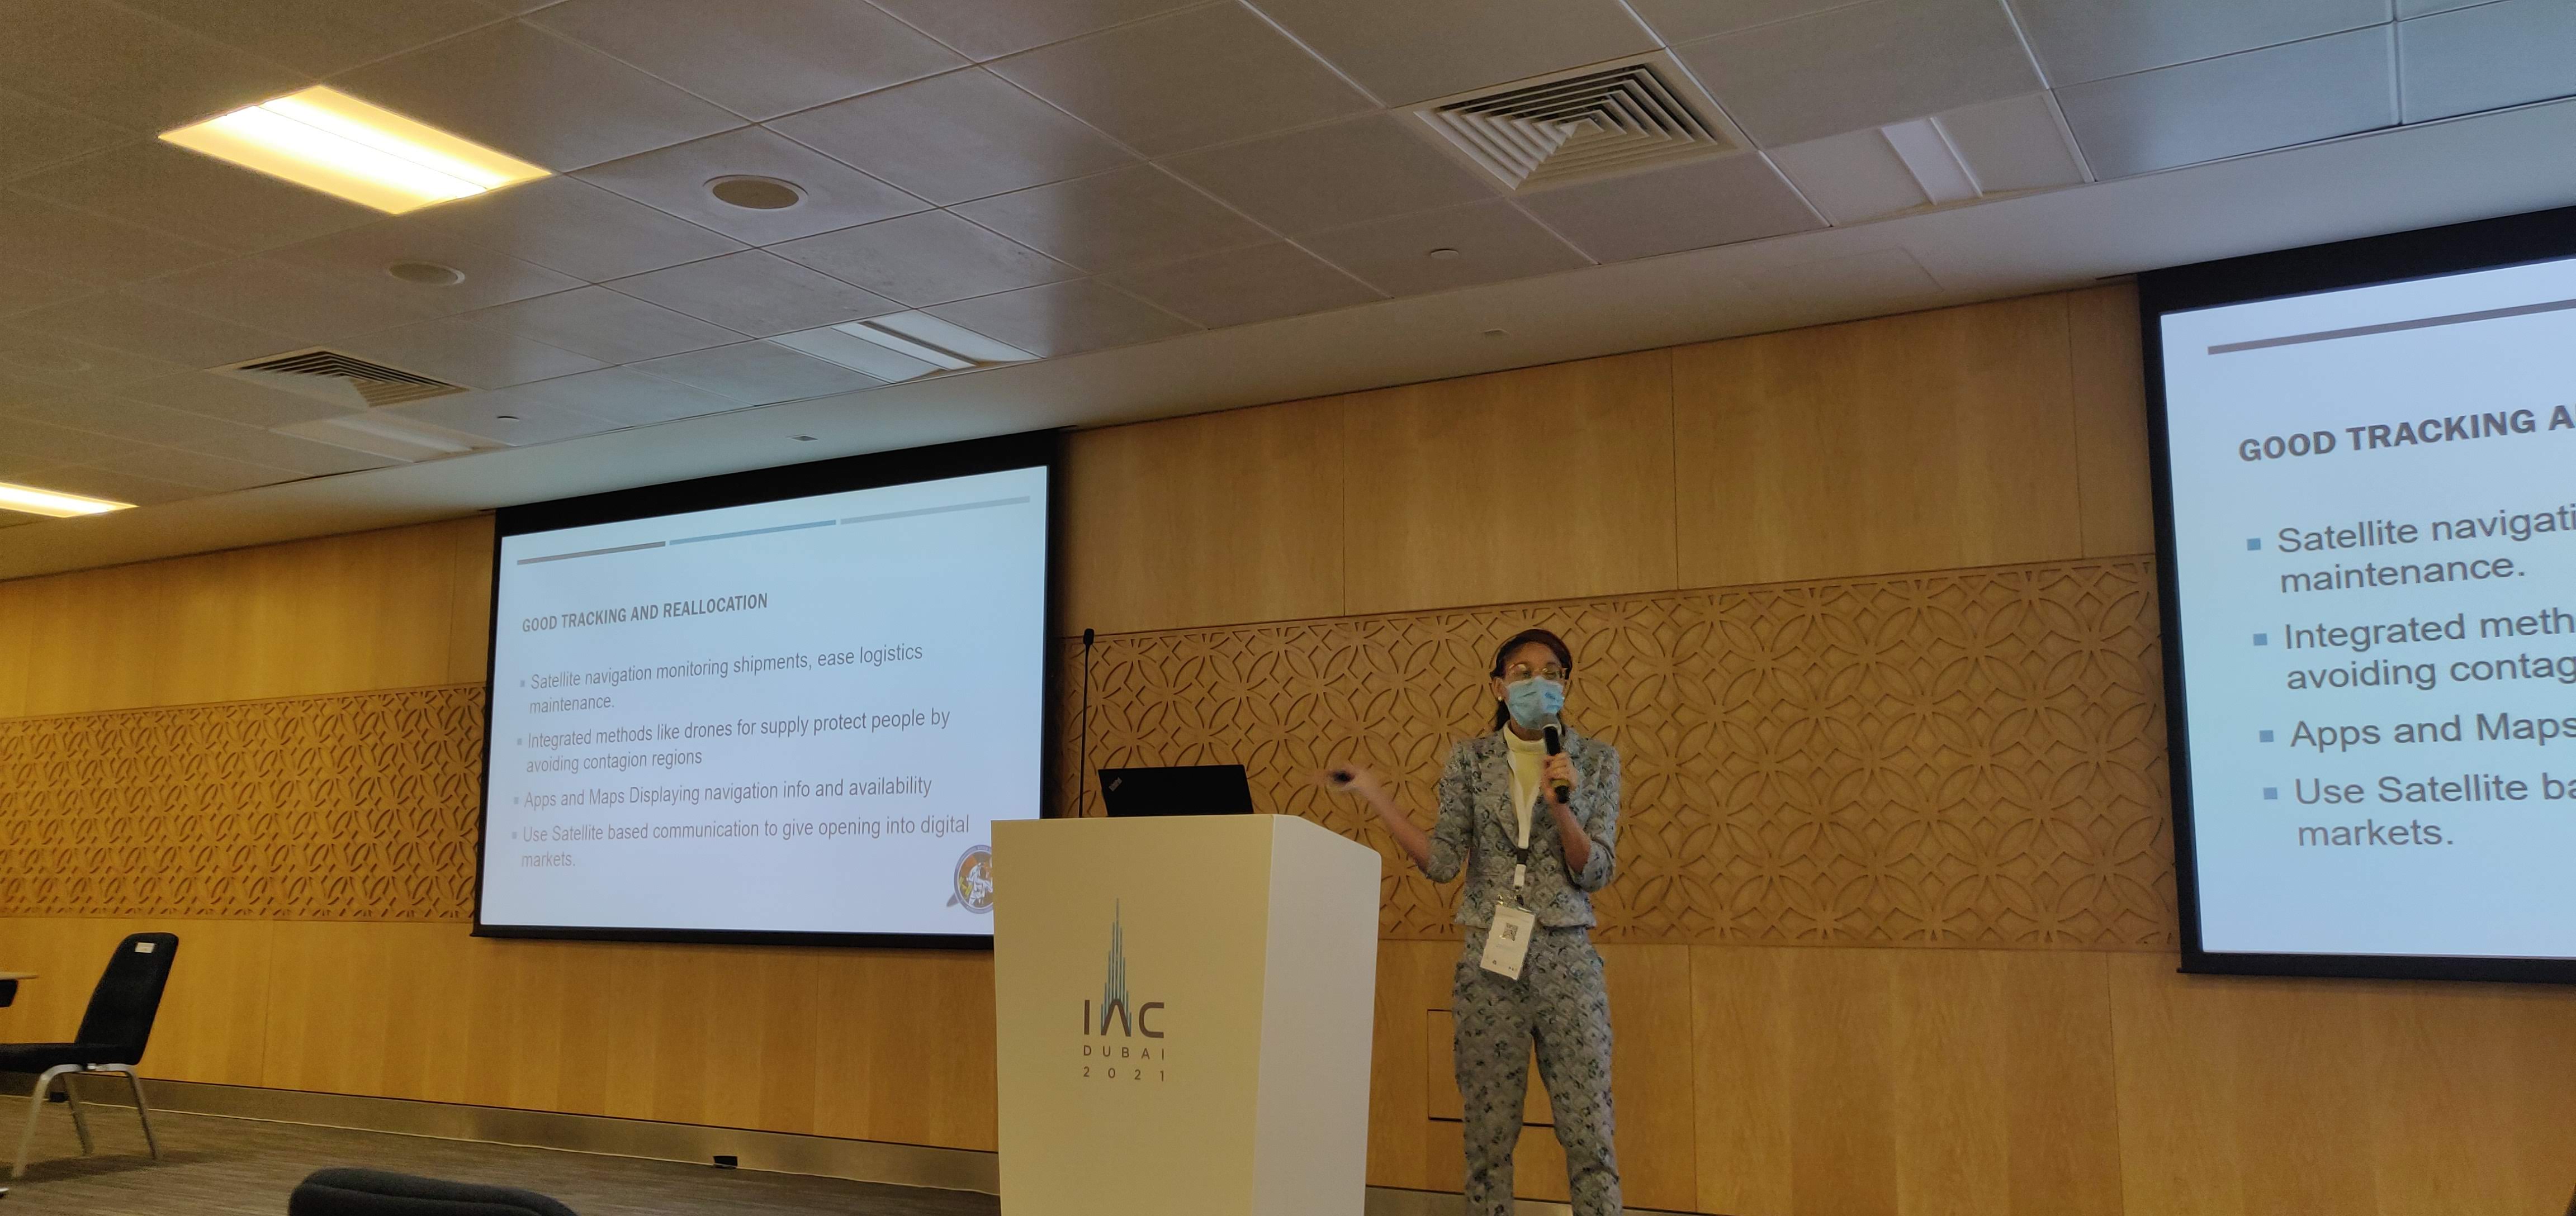 GOOD TRACKING AND REALLOCATION
Satellite navigation monitoring shipments, ease logistics
maintenance.
Integrated methods like drones for supply protect people by
avoiding contagion regions
Apps and Maps Displaying navigation info and availability
Use Satellite based communication to give opening into digital
markets.
IAC
DUBAI
2021
GOOD TRACKING A
Satellite navigati
maintenance.
Integrated meth
avoiding contag
Apps and Maps
Use Satellite ba
markets.